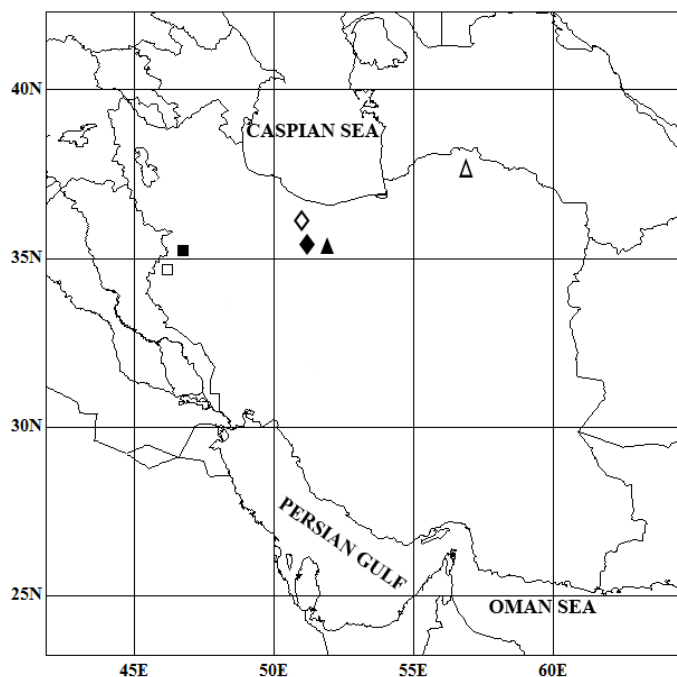 40N
CASPIAN SEA
35N
30N
PERSIAN GULF
25N
OMAN SEA
45E 50E 55E 60E